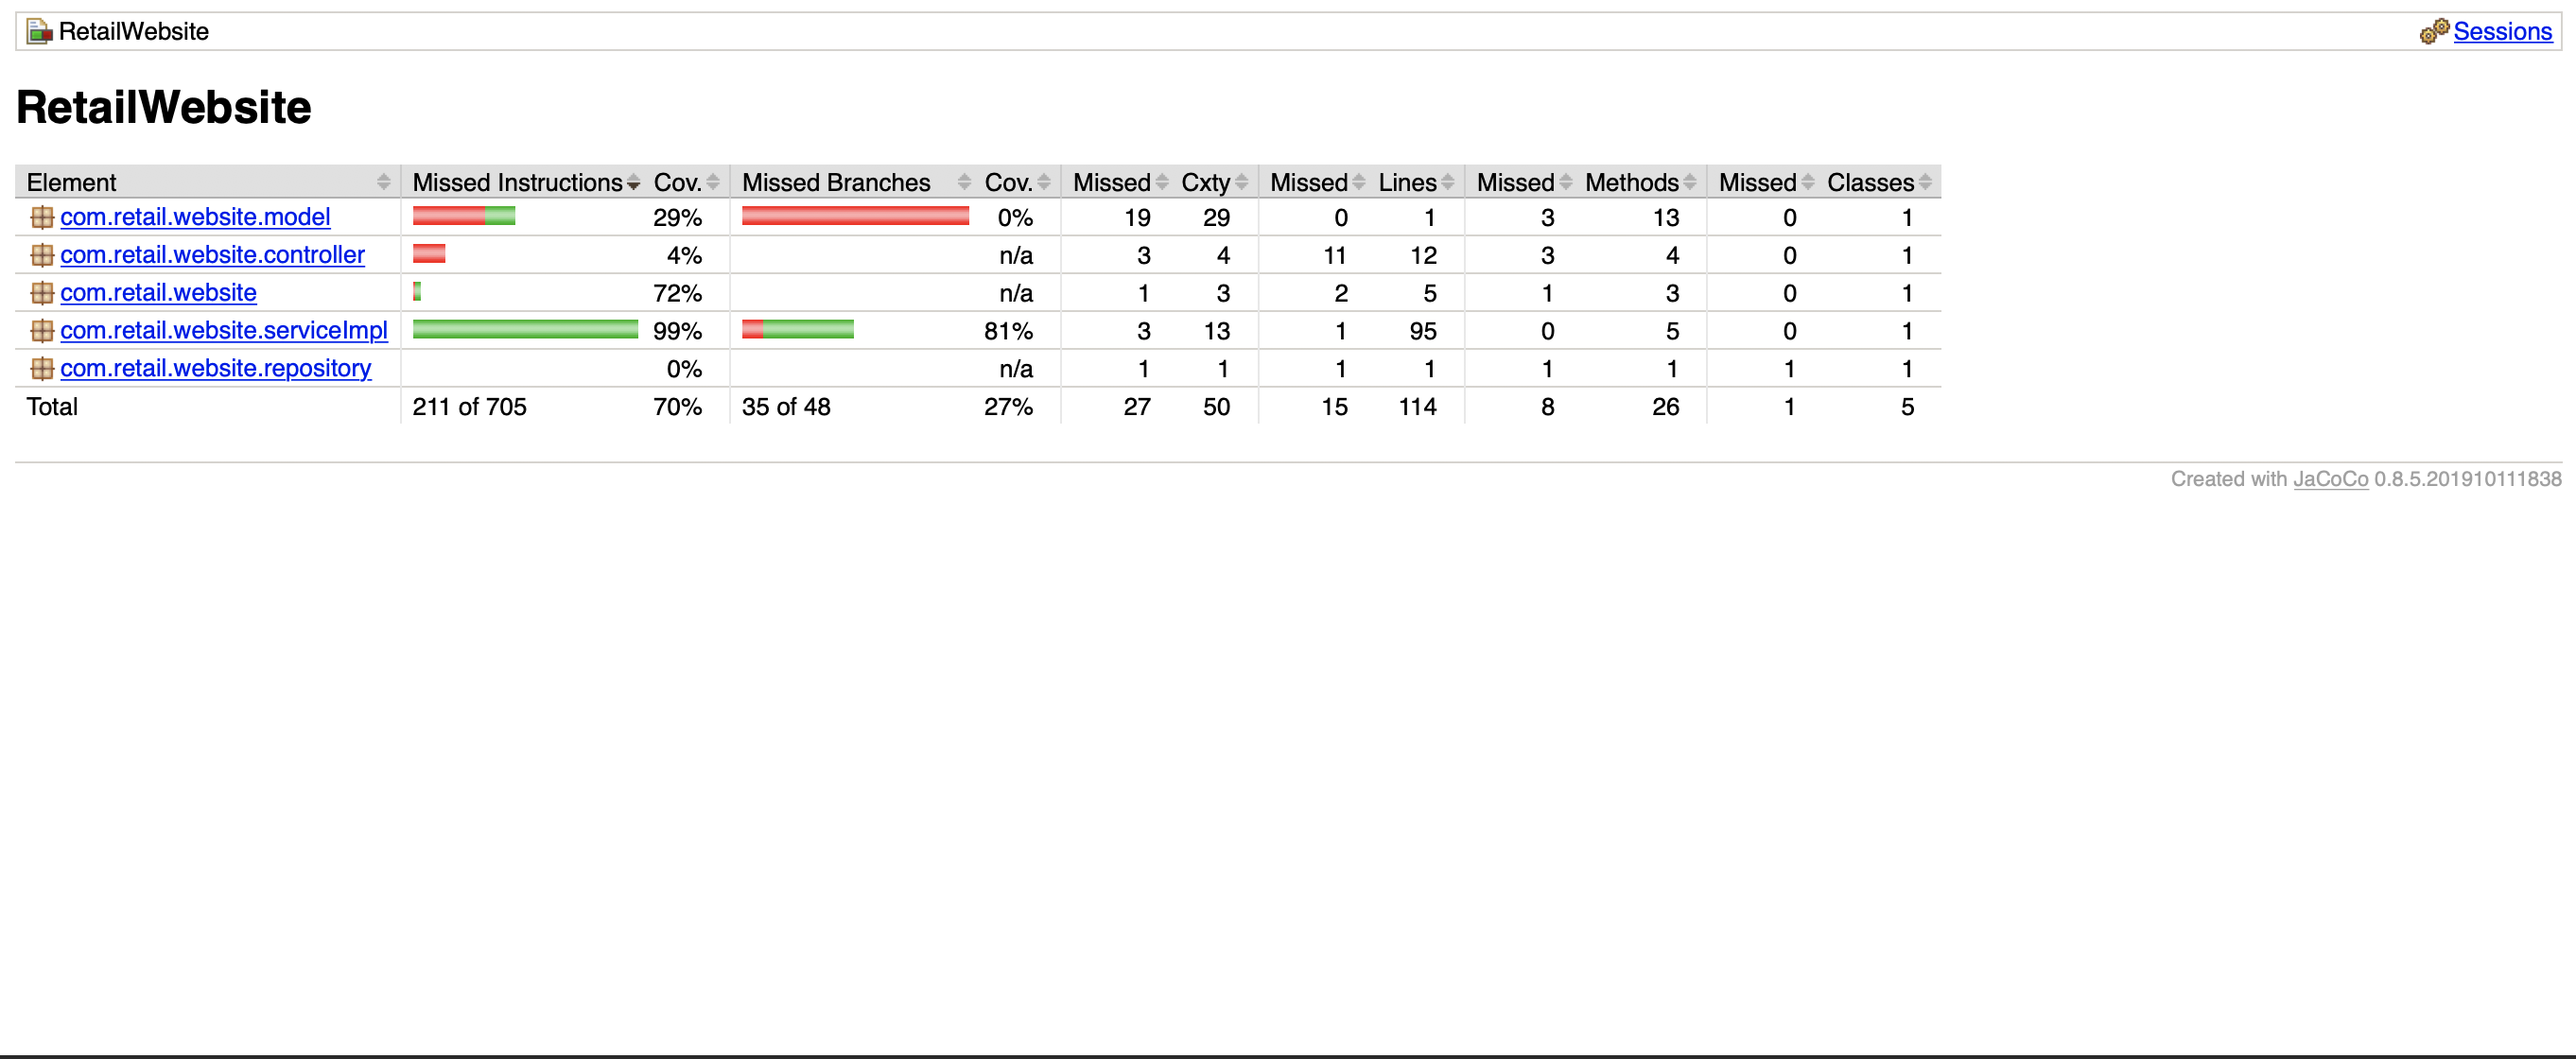 RetailWebsite Sessions
RetailWebsite
Element Missed Instructions Cov. Missed Branches Cov. Missed Cxty Missed Lines Missed Methods Missed Classes
com.retail.website.model 29% 0% 19 29 0 1 3 13 0 1
com.retail.website.controller 4% n/a 3 4 11 12 3 4 0 1
com.retail.website 72% n/a 1 3 2 5 1 3 0 1
com.retail.website.serviceImpl 99% 81% 3 13 1 95 0 5 0 1
com.retail.website.repository 0% n/a 1 1 1 1 1 1 1 1
Total 211 of 705 70% 35 of 48 27% 27 50 15 114 8 26 1 5
Created with JaCoCo 0.8.5.201910111838